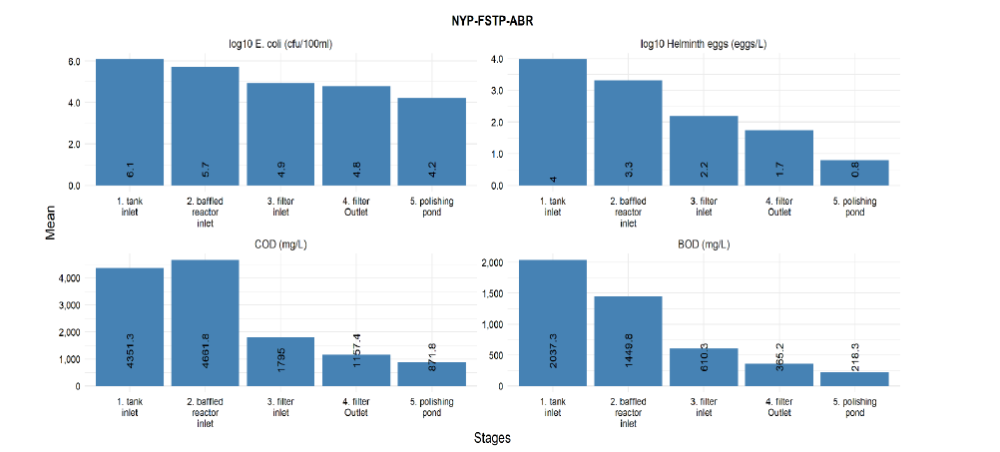 NYP-FSTP-ABR
log10 E. coli (cfu/100ml)
6.0
4.0
2.0
0.0
6.1
5.7
4.9
4.8
4.2
1. tank
inlet
2. baffled
reactor
inlet
3. filter
inlet
4. filter
Outlet
5. polishing
pond
log10 Helminth eggs (eggs/L)
4.0
3.0
2.0
1.0
0.0
4
3.3
2.2
1.7
0.8
1. tank
inlet
2. baffled
reactor
inlet
3. filter
inlet
4. filter
Outlet
5. polishing
pond
Mean
COD (mg/L)
4,000
3,000
2,000
1,000
0
4351.3
4661.8
1795
1157.4
871.8
1. tank
inlet
2. baffled
reactor
inlet
3. filter
inlet
4. filter
Outlet
5. polishing
pond
BOD (mg/L)
2,000
1,500
1,000
500
0
2037.3
1449.8
610.3
365.2
218.3
1. tank
inlet
2. baffled
reactor
inlet
3. filter
inlet
4. filter
Outlet
5. polishing
pond
Stages